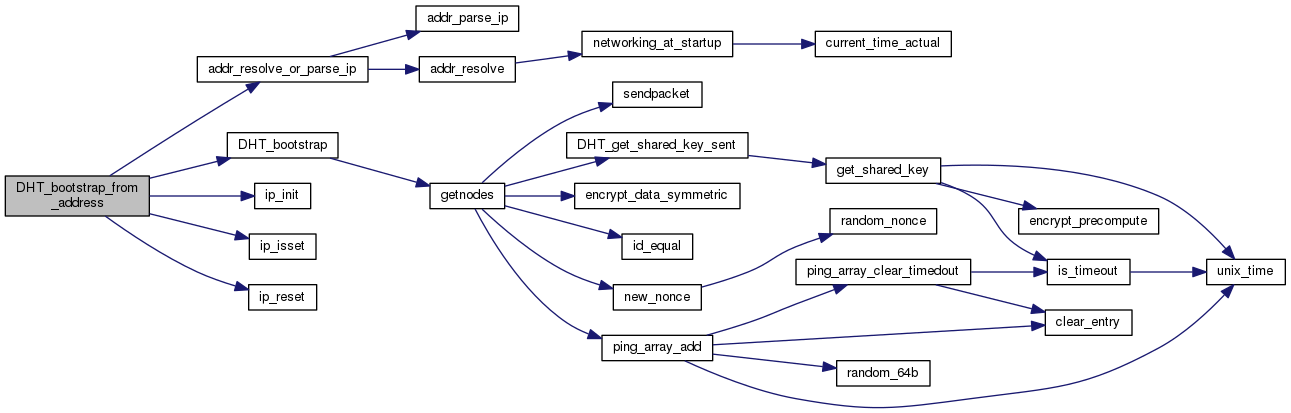 DHT_bootstrap_from
_address
addr_resolve_or_parse_ip
addr_parse_ip
addr_resolve
networking_at_startup
current_time_actual
DHT_bootstrap
ip_init
ip_isset
ip_reset
getnodes
sendpacket
DHT_get_shared_key_sent
encrypt_data_symmetric
id_equal
new_nonce
ping_array_add
get_shared_key
random_nonce
ping_array_clear_timedout
random_64b
encrypt_precompute
is_timeout
clear_entry
unix_time